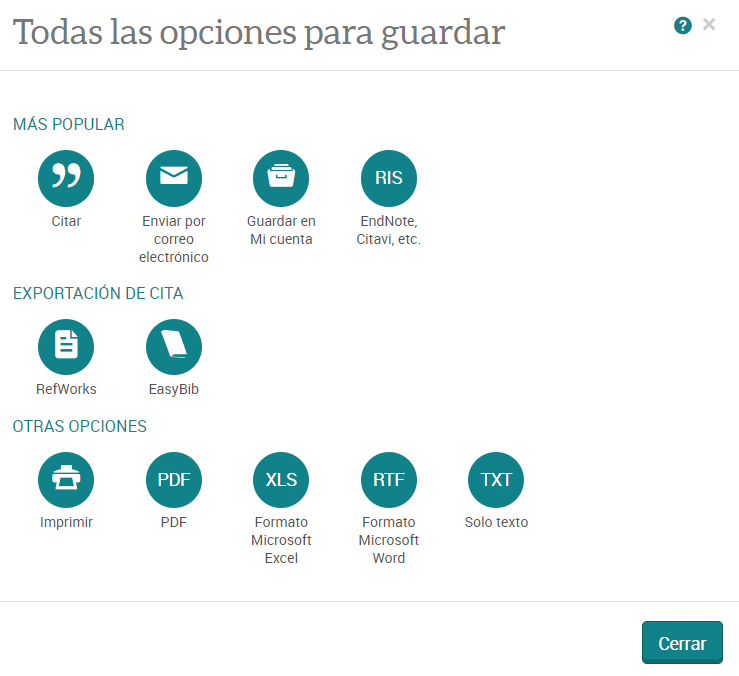 Todas las opciones para guardar
?
×
MÁS POPULAR
RIS
Citar
Enviar por
correo
electrónico
Guardar en
Mi cuenta
EndNote,
Citavi, etc.
EXPORTACIÓN DE CITA
RefWorks
EasyBib
OTRAS OPCIONES
PDF
XLS
RTF
TXT
Imprimir
PDF
Formato
Microsoft
Excel
Formato
Microsoft
Word
Solo texto
Cerrar